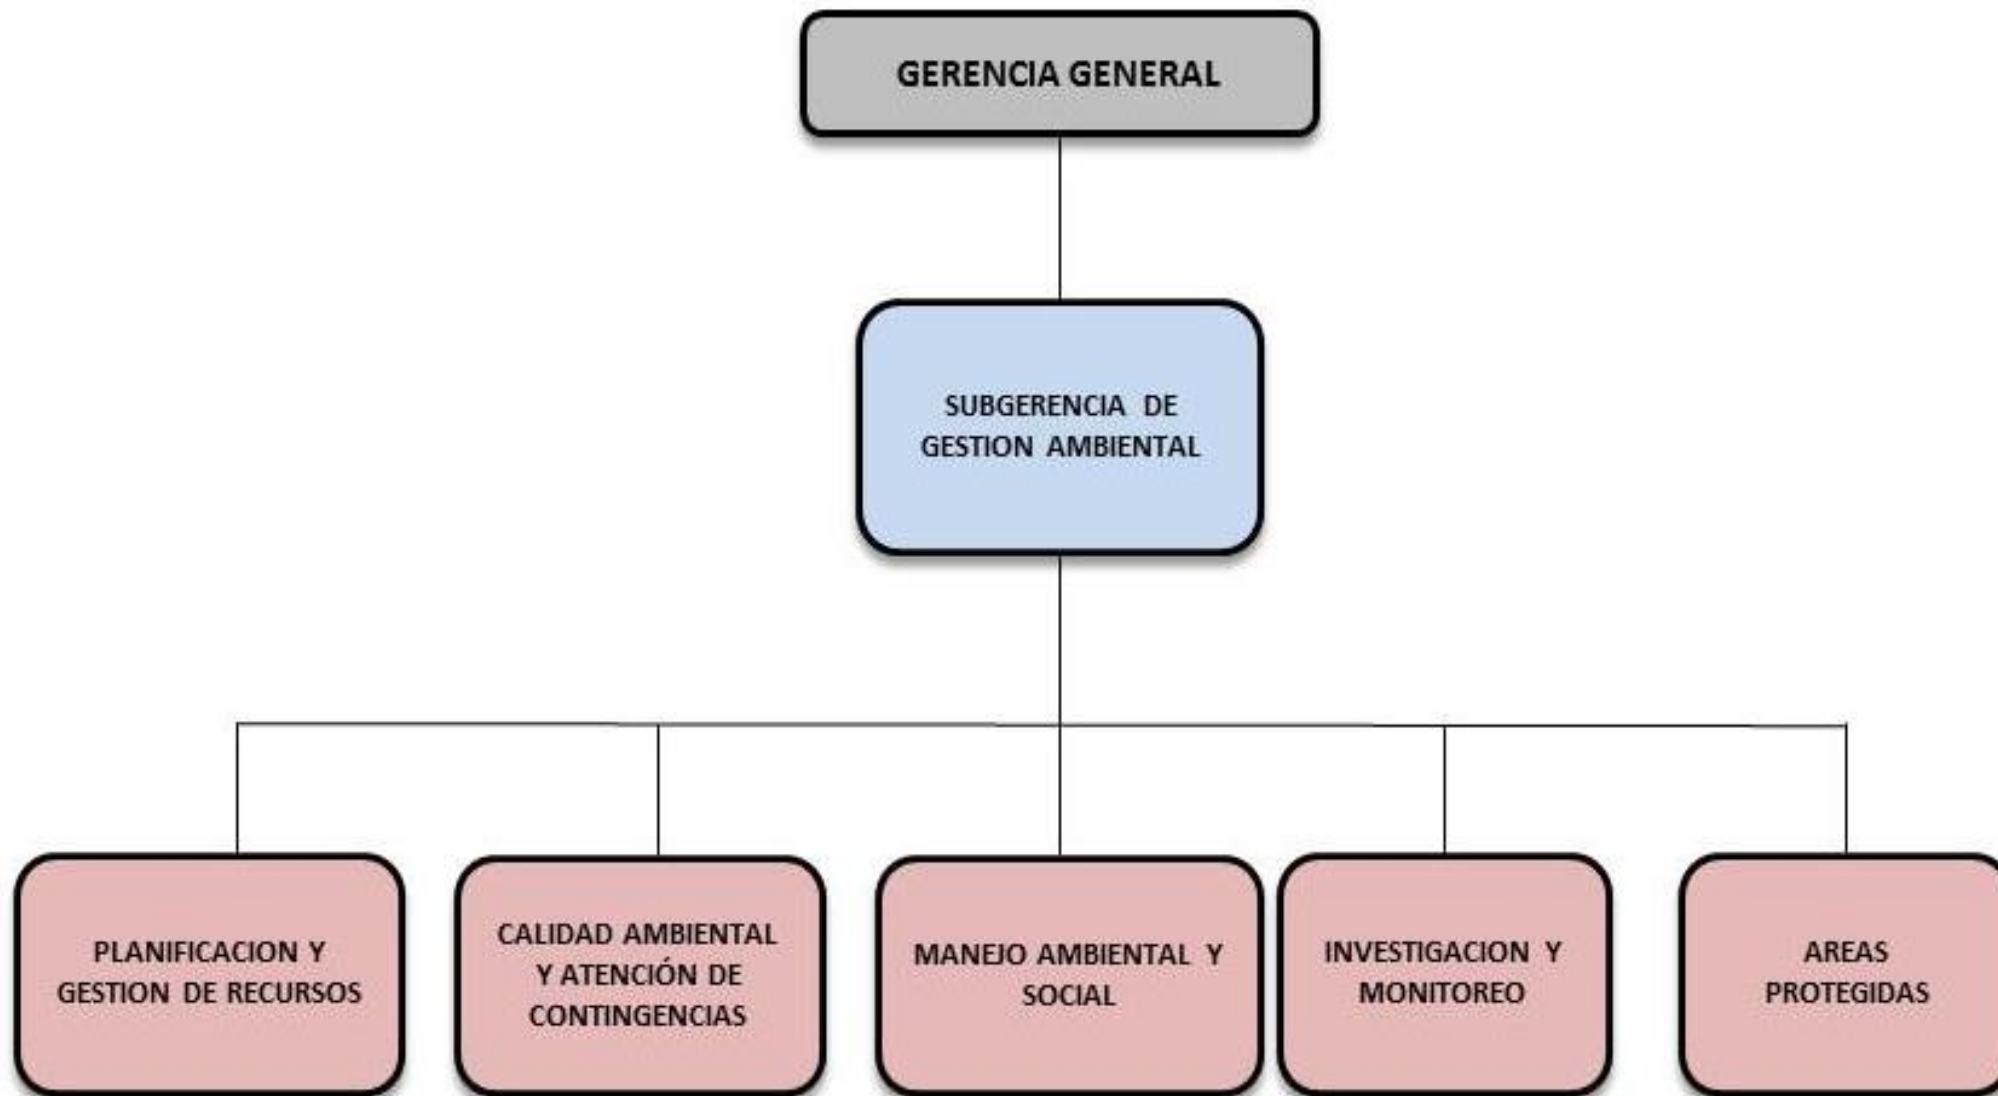 GERENCIA GENERAL
SUBGERENCIA DE
GESTION AMBIENTAL
PLANIFICACION Y
GESTION DE RECURSOS
CALIDAD AMBIENTAL
Y ATENCIÓN DE
CONTINGENCIAS
MANEJO AMBIENTAL Y
SOCIAL
INVESTIGACION Y
MONITOREO
AREAS
PROTEGIDAS